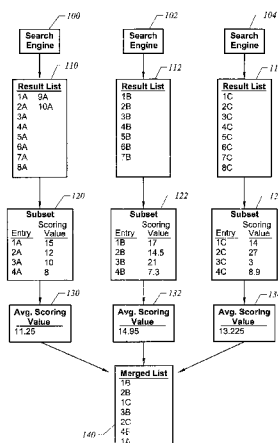 100
102
104
Search
Engine
Search
Engine
Search
Engine
110
112
11
Result List
1A 9A
2A 10A
3A
4A
5A
6A
7A
8A
Result List
1B
2B
3B
4B
5B
6B
7B
Result List
1C
2C
3C
4C
5C
6C
7C
8C
120
122
12
Subset
Entry Scoring Value
1A 15
2A 12
3A 10
4A 8
Subset
Entry Scoring Value
1B 17
2B 14.5
3B 21
4B 7.3
Subset
Entry Scoring Value
1C 14
2C 27
3C 3
4C 8.9
130
132
13
Avg. Scoring
Value
11.25
Avg. Scoring
Value
14.95
Avg. Scoring
Value
13.225
Merged List
1B
2B
1C
3B
2C
4B
1A
140